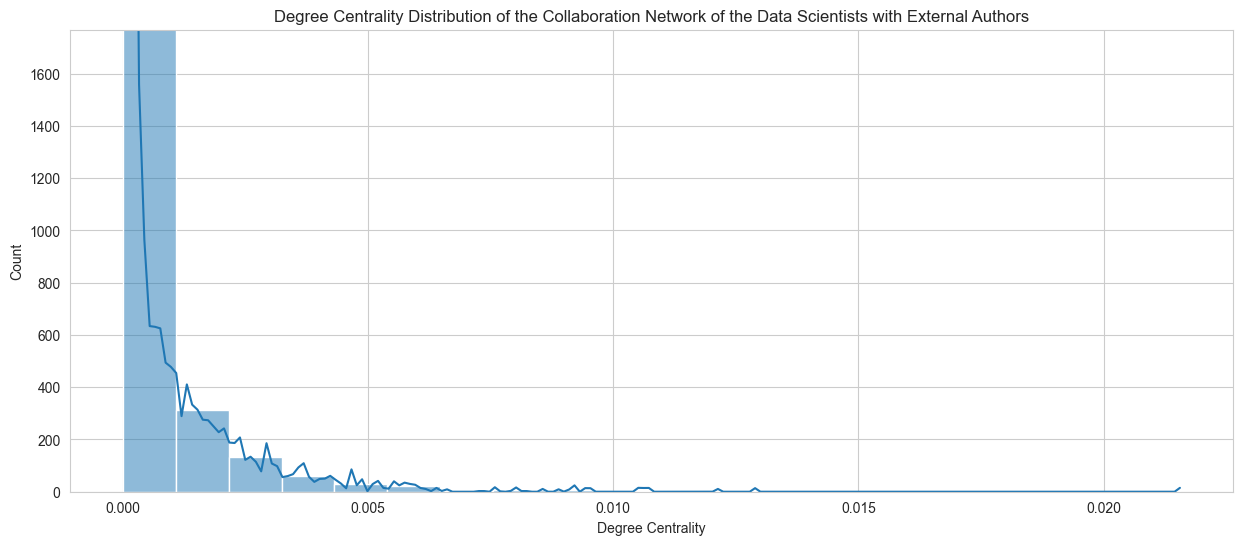 Degree Centrality Distribution of the Collaboration Network of the Data Scientists with External Authors
1600
1400
1200
1000
800
600
400
200
0
Count
0.000 0.005 0.010 0.015 0.020
Degree Centrality